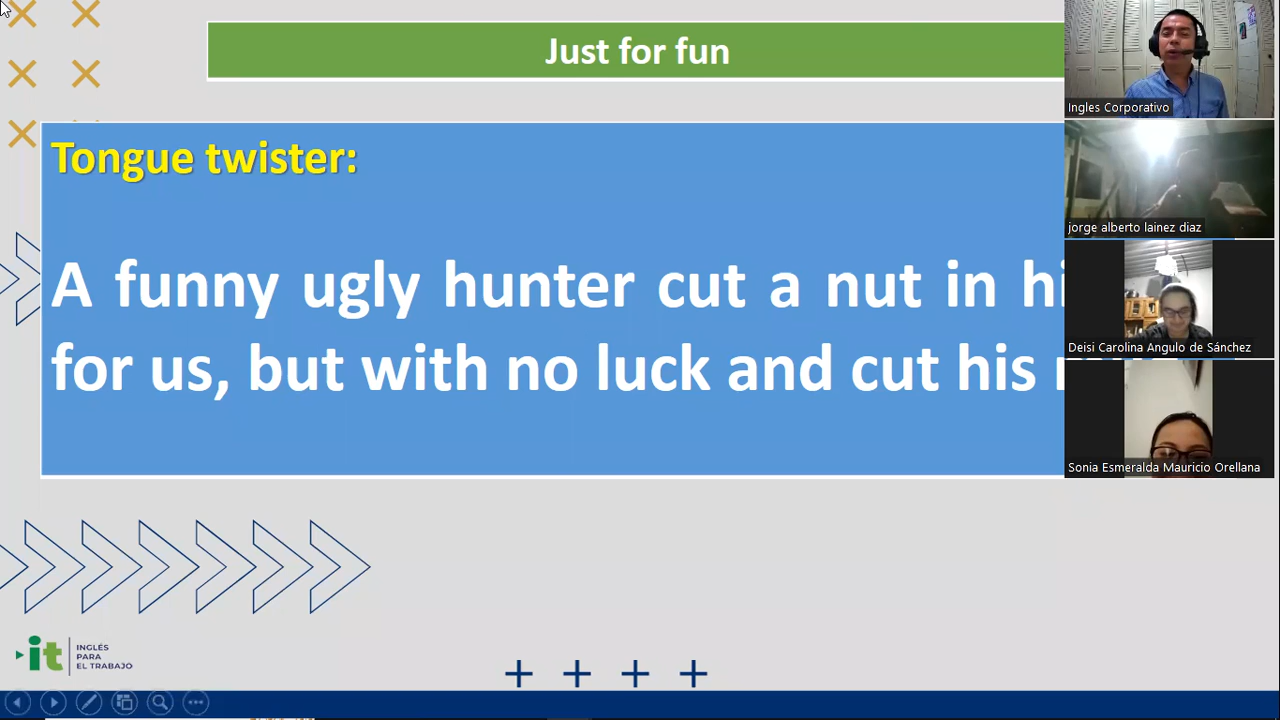 Just for fun
Tongue twister:
A funny ugly hunter cut a nut in
for us, but with no luck and cut his
Ingles Corporativo
jorge alberto lainez diaz
Deisi Carolina Angulo de Sánchez
Sonia Esmeralda Mauricio Orellana
it
INGLÉS
PARA
EL TRABAJO